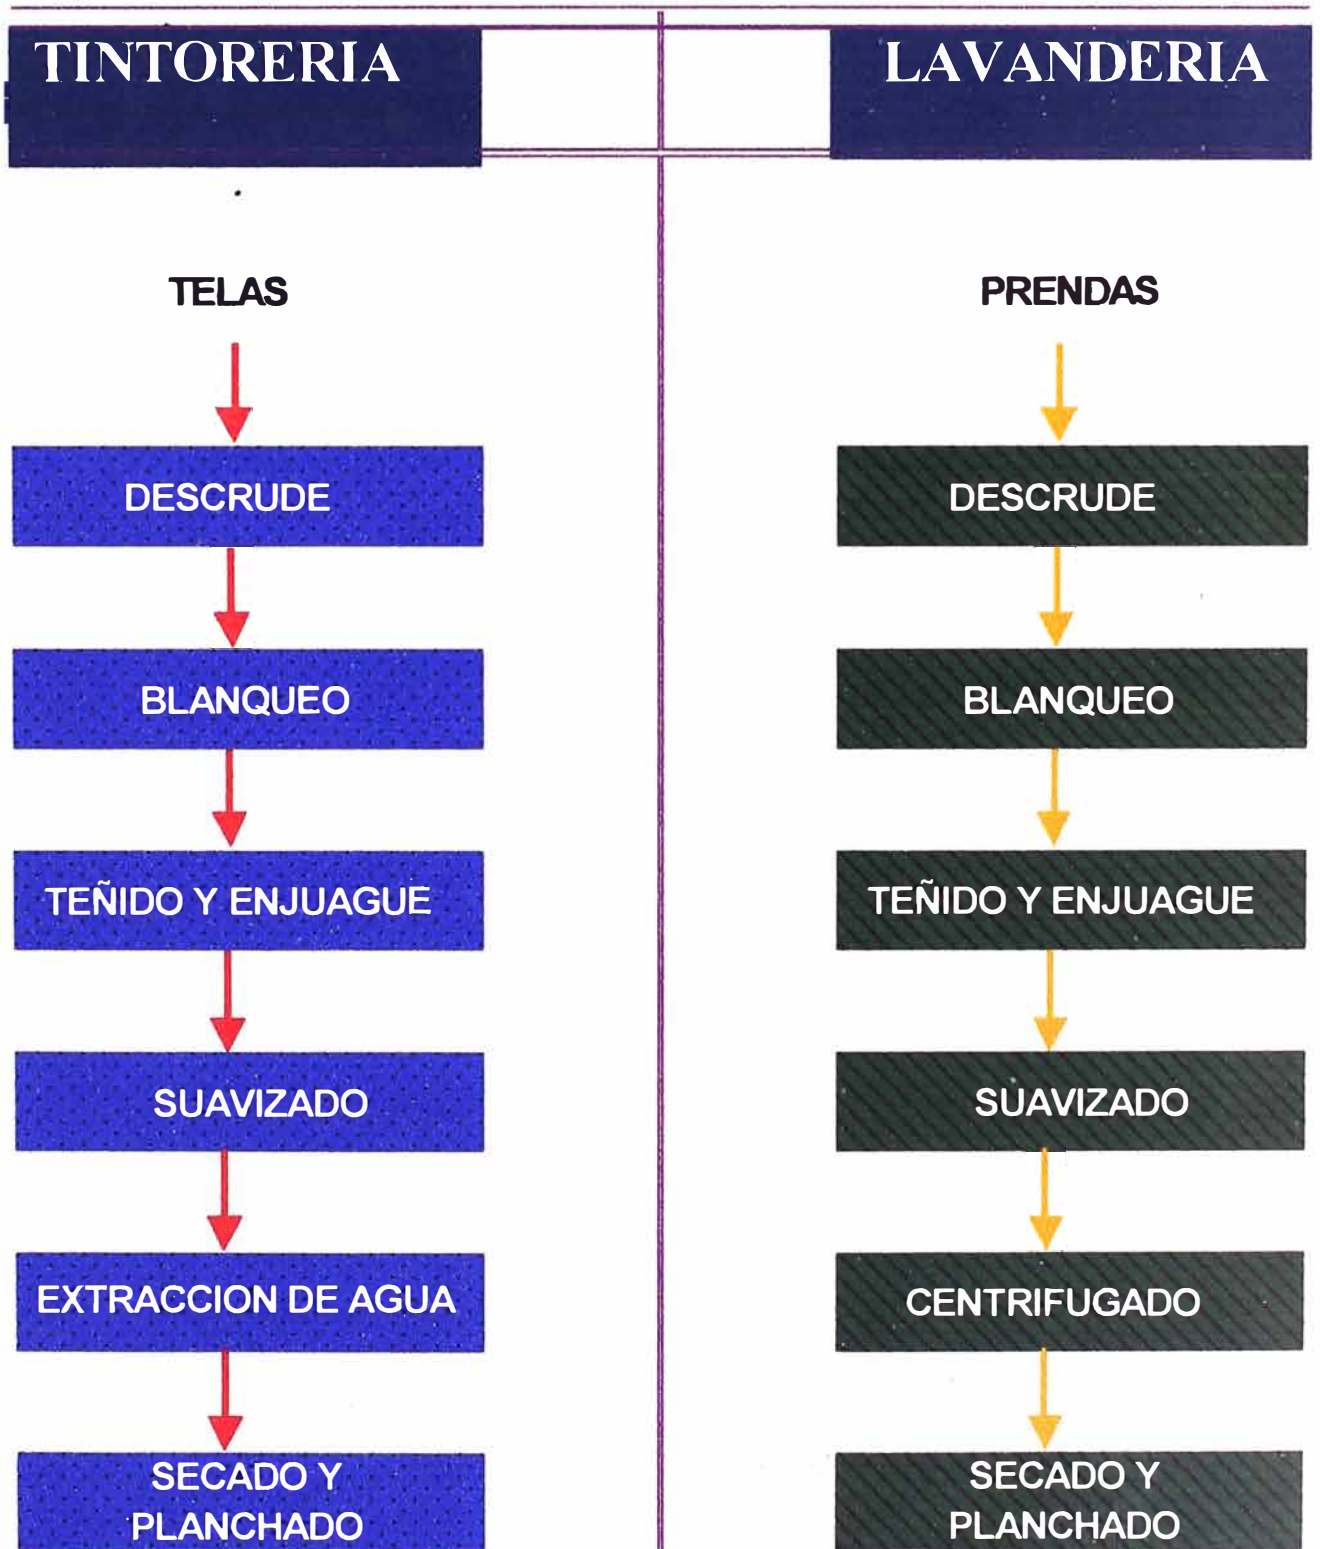 TINTORERIA
LAVANDERIA
TELAS
DESCRUDE
BLANQUEO
TEÑIDO Y ENJUAGUE
SUAVIZADO
EXTRACCION DE AGUA
SECADO Y
PLANCHADO
PRENDAS
DESCRUDE
BLANQUEO
TEÑIDO Y ENJUAGUE
SUAVIZADO
CENTRIFUGADO
SECADO Y
PLANCHADO